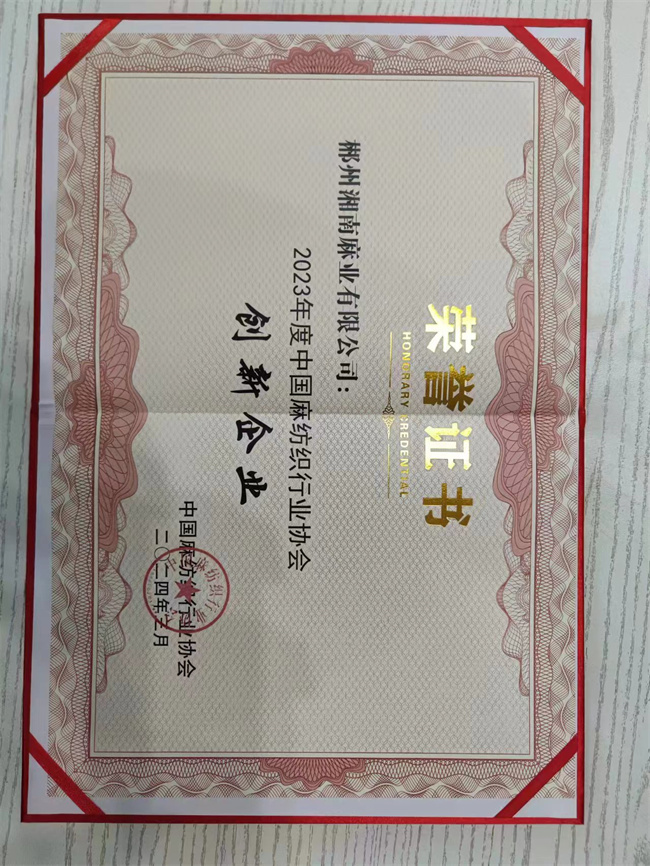 荣誉证书
HONORARY CREDENTIAL
郴州湘南麻业有限公司：
2023年度中国麻纺织行业协会
创新企业
中国麻纺织行业协会
二〇二四年
月